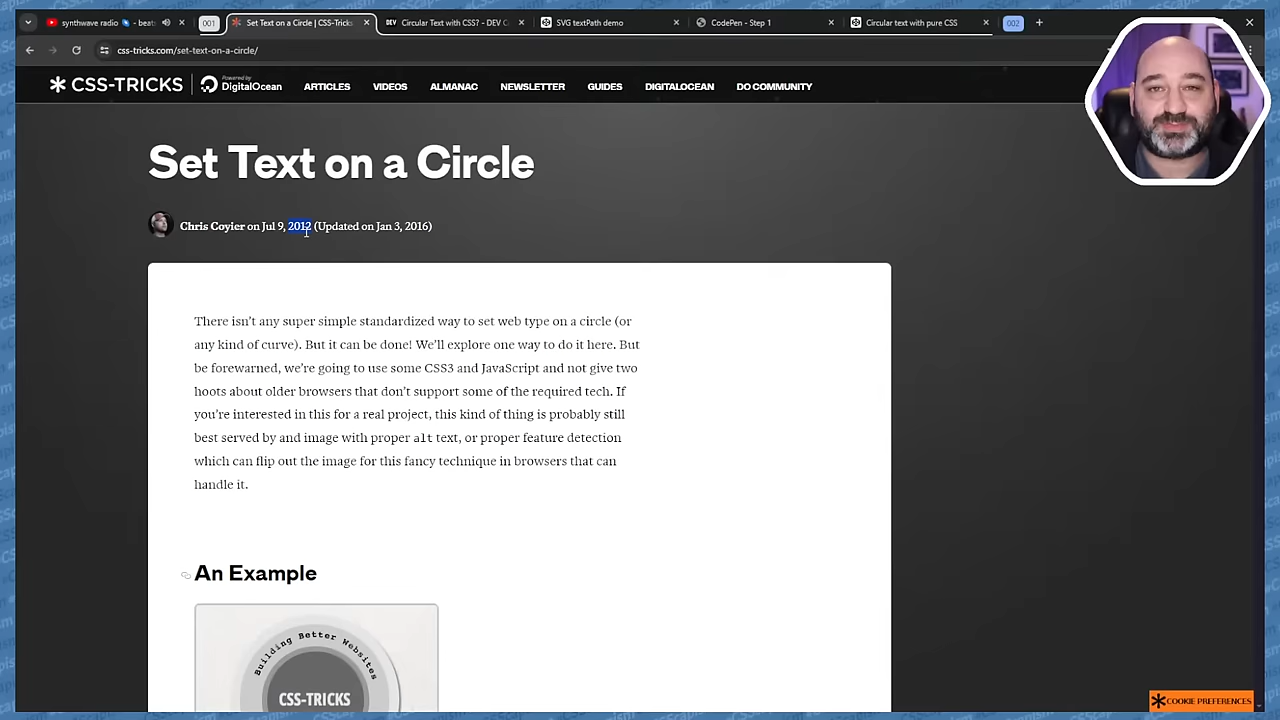 synthwave radio
- beats
001
Set Text on a Circle | CSS-Tricks
DEV
Circular Text with CSS? - DEV C
SVG textPath demo
CodePen - Step 1
Circular text with pure CSS
002
css-tricks.com/set-text-on-a-circle/
CSS-TRICKS
Powered by
DigitalOcean
ARTICLES
VIDEOS
ALMANAC
NEWSLETTER
GUIDES
DIGITALOCEAN
DO COMMUNITY
Set Text on a Circle
Chris Coyier on Jul 9, 2012 (Updated on Jan 3, 2016)
There isn't any super simple standardized way to set web type on a circle (or
any kind of curve). But it can be done! We'll explore one way to do it here. But
be forewarned, we're going to use some CSS3 and JavaScript and not give two
hoots about older browsers that don't support some of the required tech. If
you're interested in this for a real project, this kind of thing is probably still
best served by and image with proper alt text, or proper feature detection
which can flip out the image for this fancy technique in browsers that can
handle it.
An Example
Building Better Websites
CSS-TRICKS
COOKIE PREFERENCES